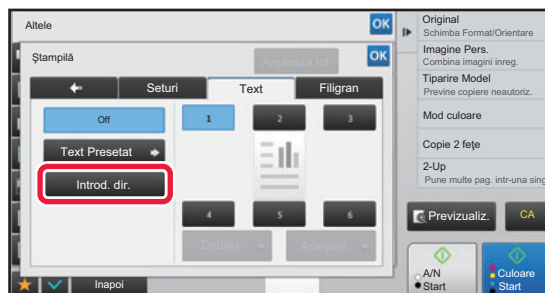 Altele
OK
Ștampilă
Anuleaza tot
OK
Seturi
Text
Filigran
Off
1
2
3
Text Presetat
Introd. dir.
4
5
6
Detaliu
Aranjare
Inapoi
Original
Schimba Format/Orientare
Imagine Pers.
Combina imagini inreg.
Tiparire Model
Previne copiere neautoriz.
Mod culoare
Copie 2 fețe
2-Up
Pune multe pag. intr-una sing
Previzualiz.
CA
A/N
Start
Culoare
Start